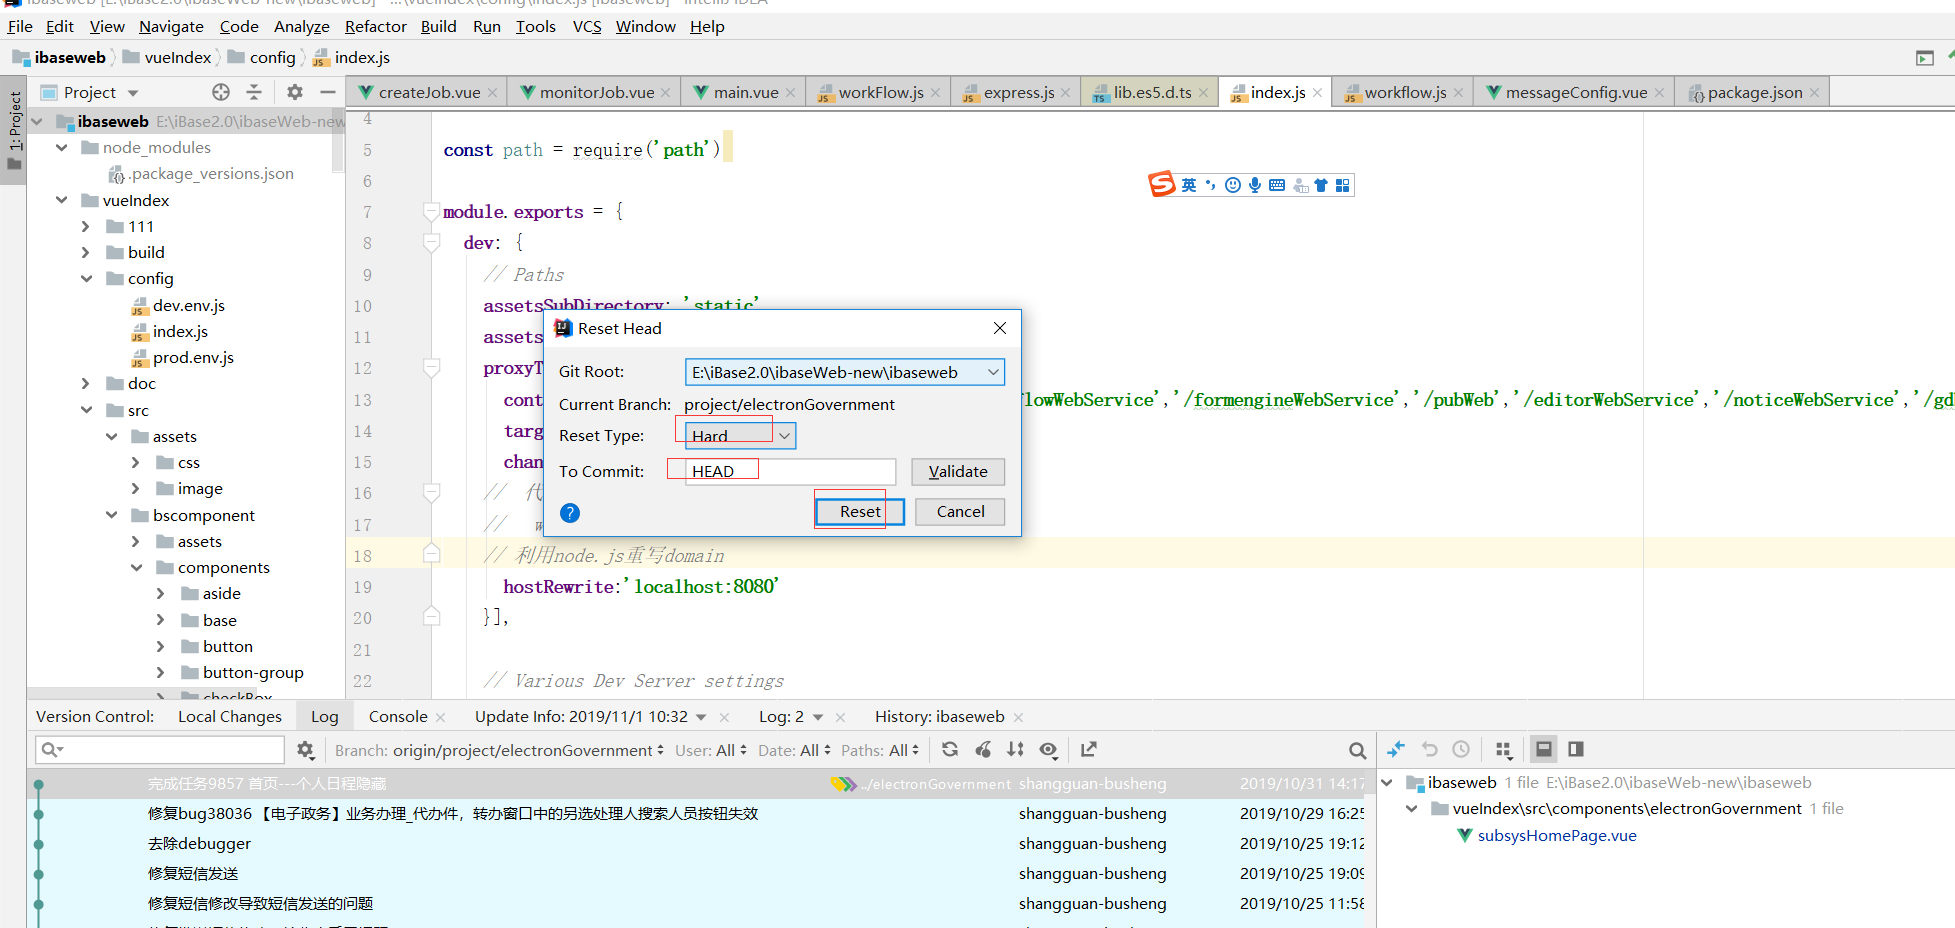 ibaseweb [E:\iBase2.0\ibaseWeb-new\ibaseweb] - ...\vueIndex\config\index.js [ibaseweb] - IntelliJ IDEA
File Edit View Navigate Code Analyze Refactor Build Run Tools VCS Window Help
ibaseweb vueIndex config index.js
1: Project
Project
createJob.vue monitorJob.vue main.vue workFlow.js express.js lib.es5.d.ts index.js workflow.js messageConfig.vue package.json
ibaseweb E:\iBase2.0\ibaseWeb-new
node_modules
.package_versions.json
vueIndex
111
build
config
dev.env.js
index.js
prod.env.js
doc
src
assets
css
image
bscomponent
assets
components
aside
base
button
button-group
checkBox
4
5 const path = require('path')
6
7 module.exports = {
8 dev: {
9 // Paths
10 assetsSubDirectory: 'static'
11 assets
12 proxyT
13 cont lowWebService','/formengineWebService','/pubWeb','/editorWebService','/noticeWebService','/gd
14 targ
15 chan
16 // 代
17 // w
18 // 利用node.js重写domain
19 hostRewrite:'localhost:8080'
20 }],
21
22 // Various Dev Server settings
英
Reset Head
Git Root: E:\iBase2.0\ibaseWeb-new\ibaseweb
Current Branch: project/electronGovernment
Reset Type: Hard
To Commit: HEAD Validate
? Reset Cancel
Version Control: Local Changes Log Console Update Info: 2019/11/1 10:32 Log: 2 History: ibaseweb
Branch: origin/project/electronGovernment User: All Date: All Paths: All
完成任务9857 首页---个人日程隐藏 ../electronGovernment shangguan-busheng 2019/10/31 14:17
修复bug38036 【电子政务】业务办理_代办件，转办窗口中的另选处理人搜索人员按钮失效 shangguan-busheng 2019/10/29 16:25
去除debugger shangguan-busheng 2019/10/25 19:12
修复短信发送 shangguan-busheng 2019/10/25 19:09
修复短信修改导致短信发送的问题 shangguan-busheng 2019/10/25 11:58
ibaseweb 1 file E:\iBase2.0\ibaseWeb-new\ibaseweb
vueIndex\src\components\electronGovernment 1 file
subsysHomePage.vue